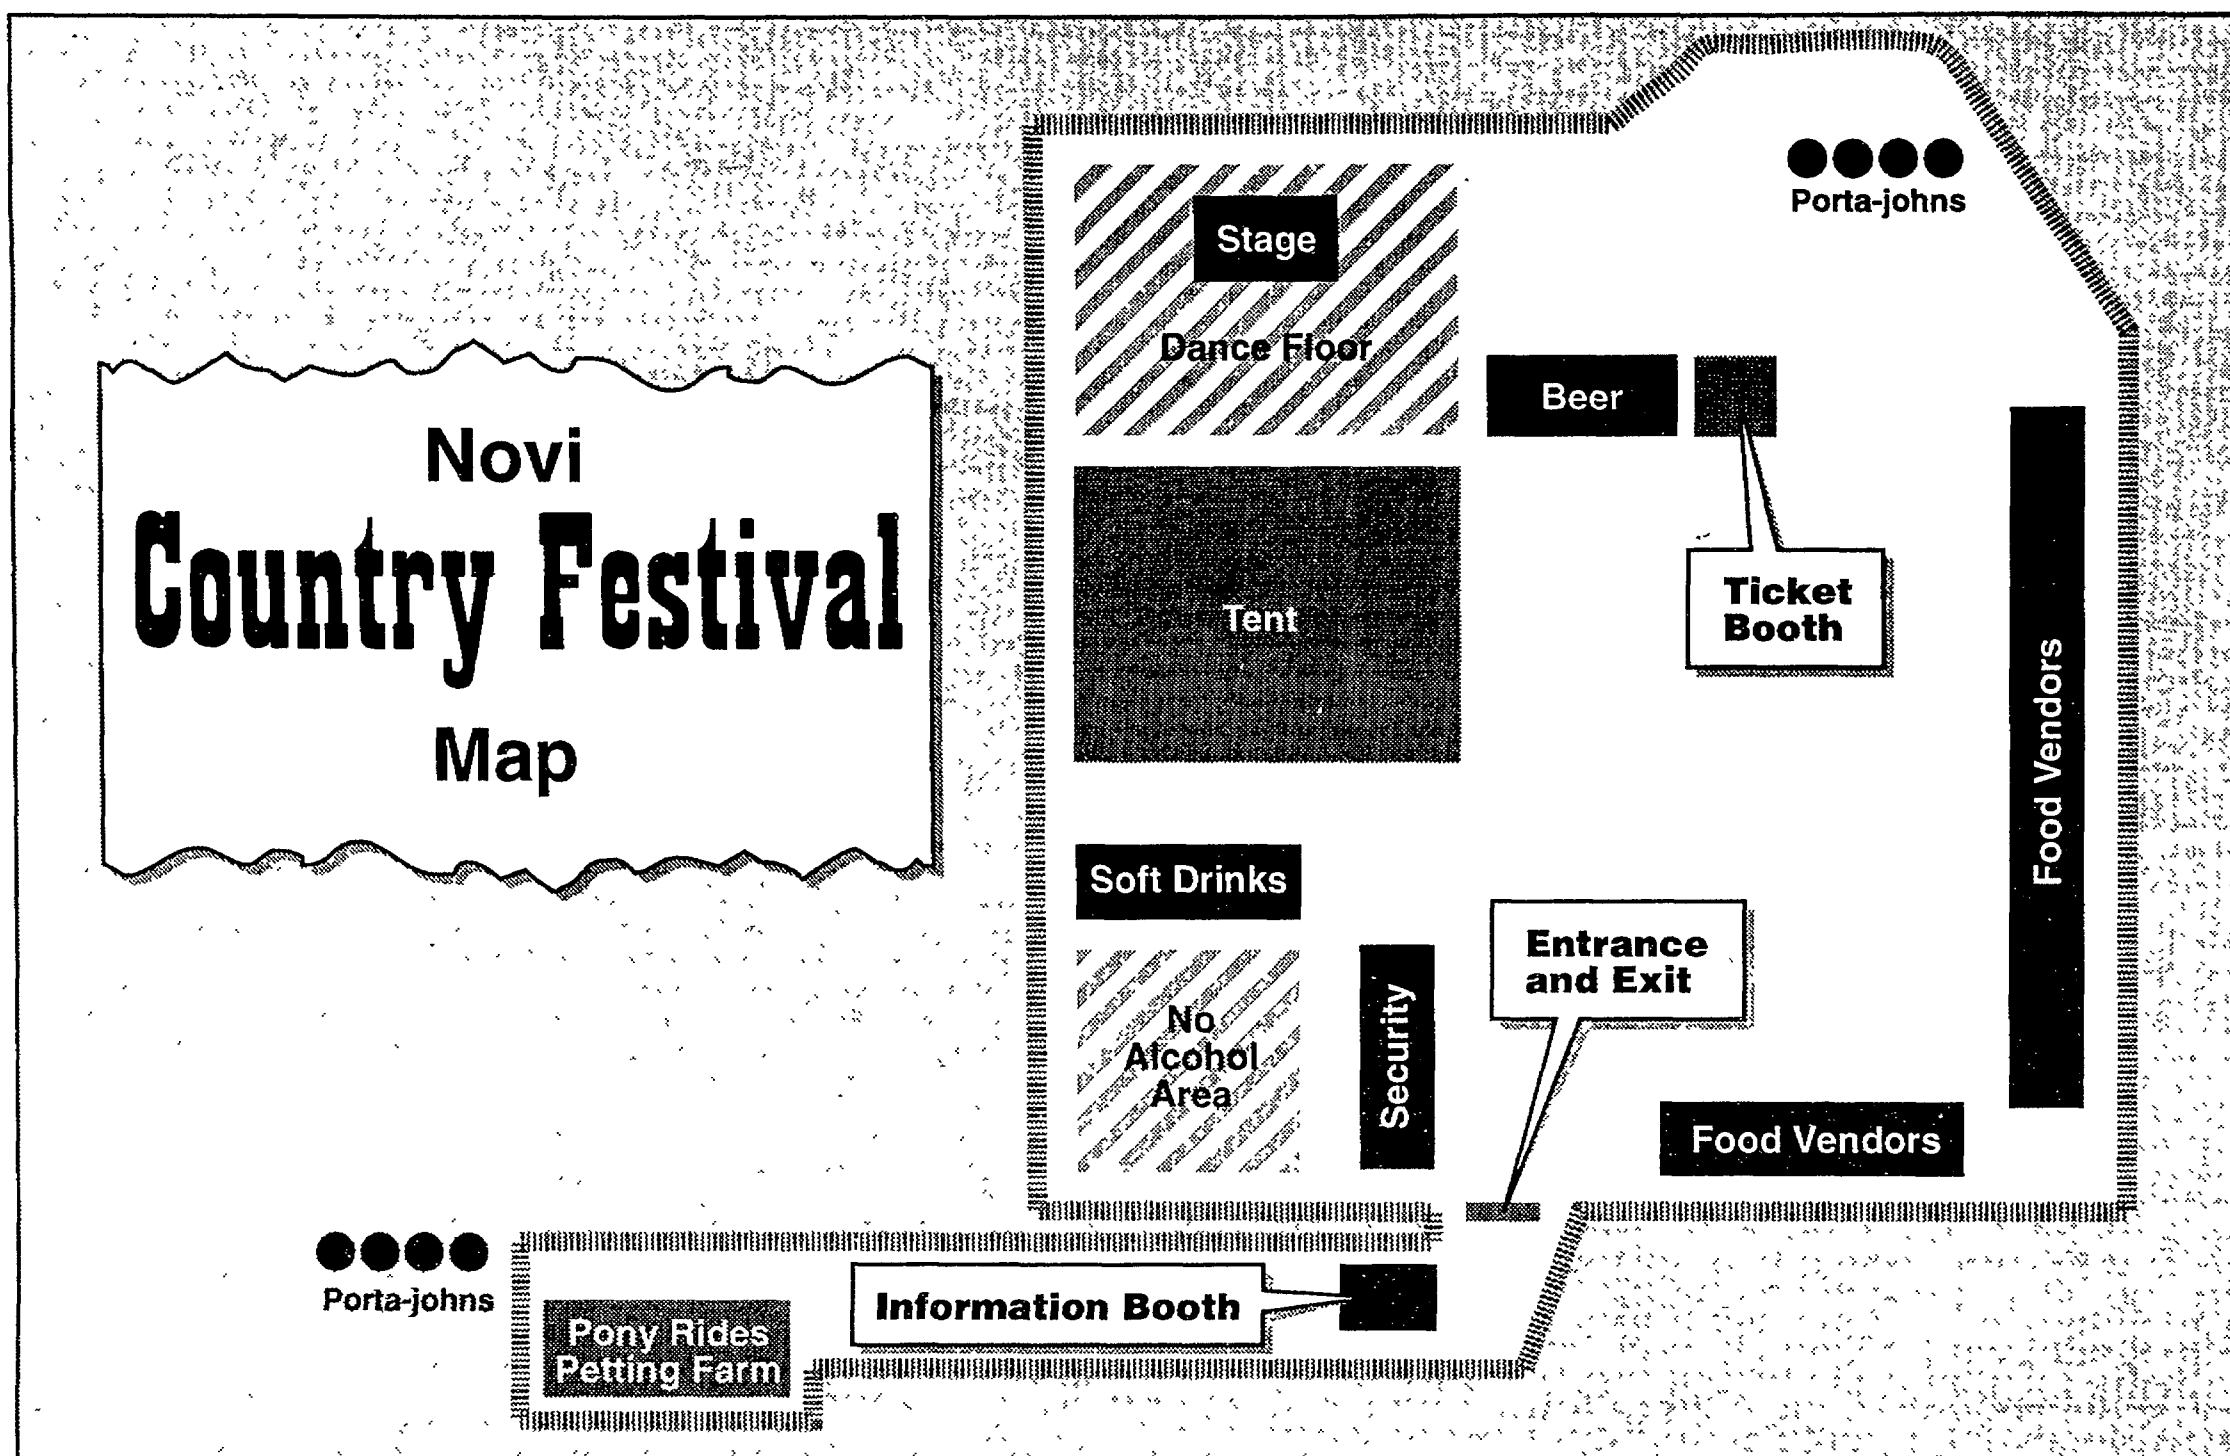 Novi
Country Festival
Map
Porta-johns
Stage
Dance Floor
Beer
Ticket
Booth
Tent
Food Vendors
Soft Drinks
Entrance
and Exit
No
Alcohol
Area
Security
Food Vendors
Porta-johns
Information Booth
Pony Rides
Petting Farm